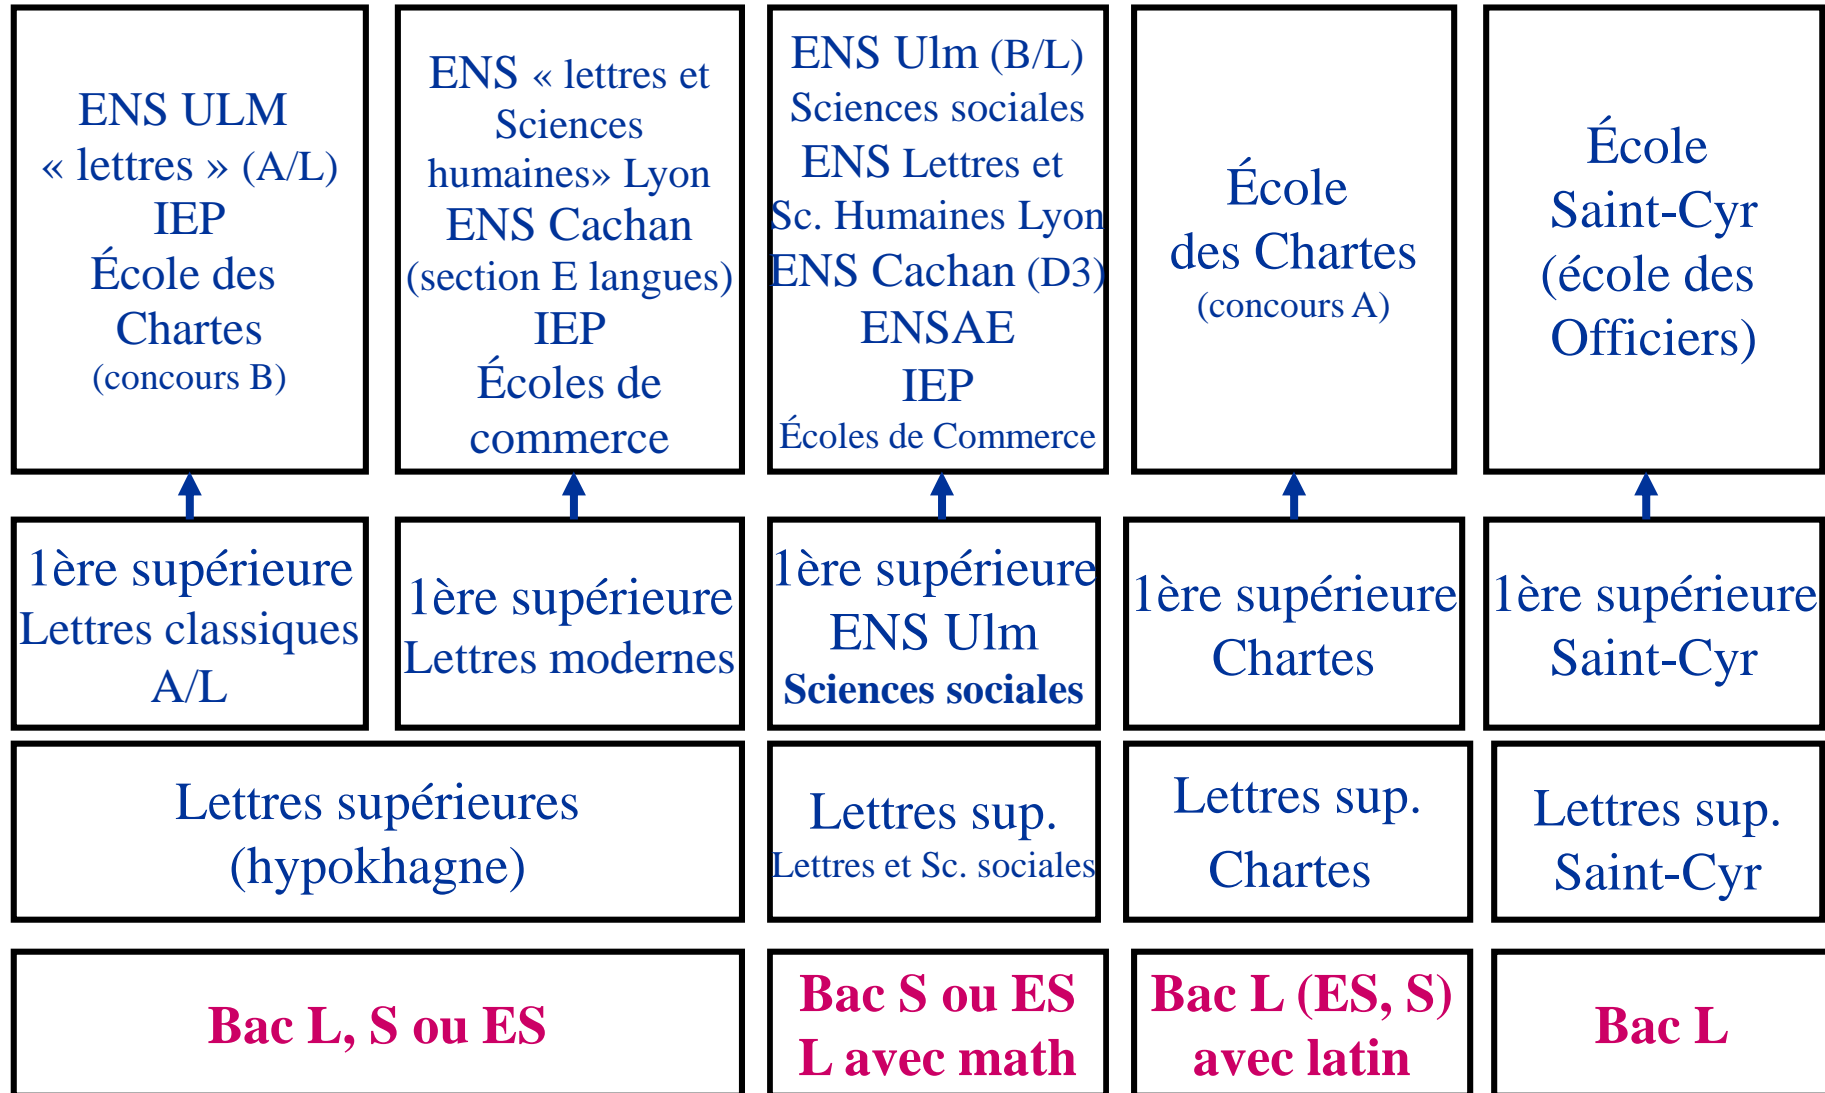 ENS ULM
« lettres » (A/L)
IEP
École des
Chartes
(concours B)
ENS « lettres et
Sciences
humaines» Lyon
ENS Cachan
(section E langues)
IEP
Écoles de
commerce
ENS Ulm (B/L)
Sciences sociales
ENS Lettres et
Sc. Humaines Lyon
ENS Cachan (D3)
ENSAE
IEP
Écoles de Commerce
École
des Chartes
(concours A)
École
Saint-Cyr
(école des
Officiers)
1ère supérieure
Lettres classiques
A/L
1ère supérieure
Lettres modernes
1ère supérieure
ENS Ulm
Sciences sociales
1ère supérieure
Chartes
1ère supérieure
Saint-Cyr
Lettres supérieures
(hypokhagne)
Lettres sup.
Lettres et Sc. sociales
Lettres sup.
Chartes
Lettres sup.
Saint-Cyr
Bac L, S ou ES
Bac S ou ES
L avec math
Bac L (ES, S)
avec latin
Bac L